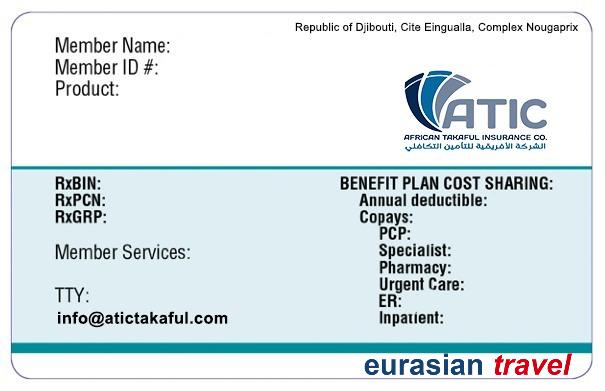 Republic of Djibouti, Cite Eingualla, Complex Nougaprix
Member Name:
Member ID #:
Product:
ATIC
AFRICAN TAKAFUL INSURANCE CO.
الشركة الأفريقية للتأمين التكافلي
RxBIN:
RxPCN:
RxGRP:
Member Services:
TTY:
info@atictakaful.com
BENEFIT PLAN COST SHARING:
Annual deductible:
Copays:
PCP:
Specialist:
Pharmacy:
Urgent Care:
ER:
Inpatient:
eurasian travel